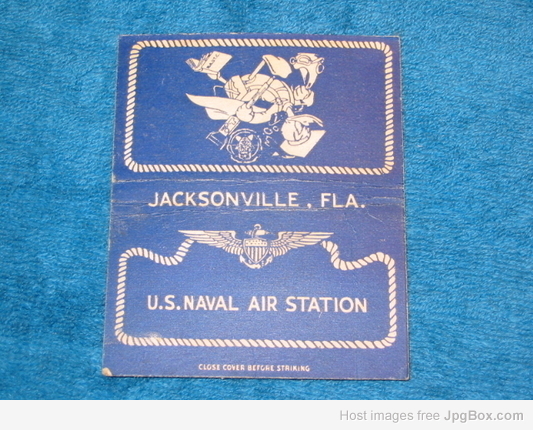 JACKSONVILLE, FLA.
U.S. NAVAL AIR STATION
CLOSE COVER BEFORE STRIKING
Host images free JpgBox.com